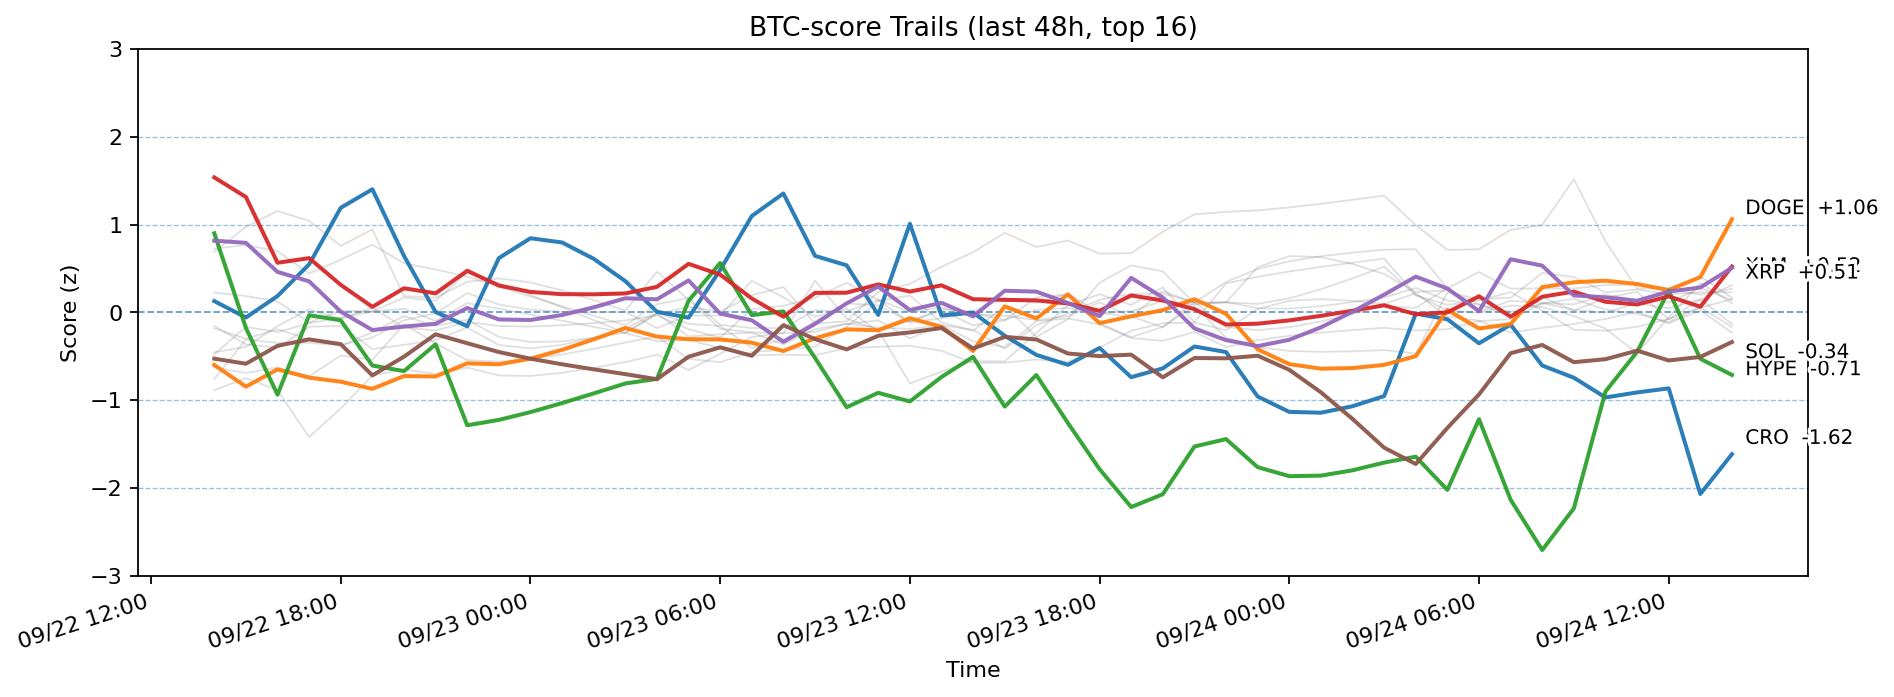 BTC-score Trails (last 48h, top 16)
Score (z)
3
2
1
0
−1
−2
−3
DOGE +1.06
XRP +0.51
SOL -0.34
HYPE -0.71
CRO -1.62
09/22 12:00
09/22 18:00
09/23 00:00
09/23 06:00
09/23 12:00
09/23 18:00
09/24 00:00
09/24 06:00
09/24 12:00
Time